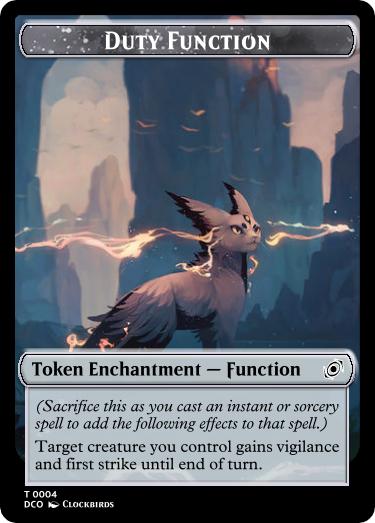 Duty Function
Token Enchantment — Function
(Sacrifice this as you cast an instant or sorcery
spell to add the following effects to that spell.)
Target creature you control gains vigilance
and first strike until end of turn.
T 0004
DCO Clockbirds